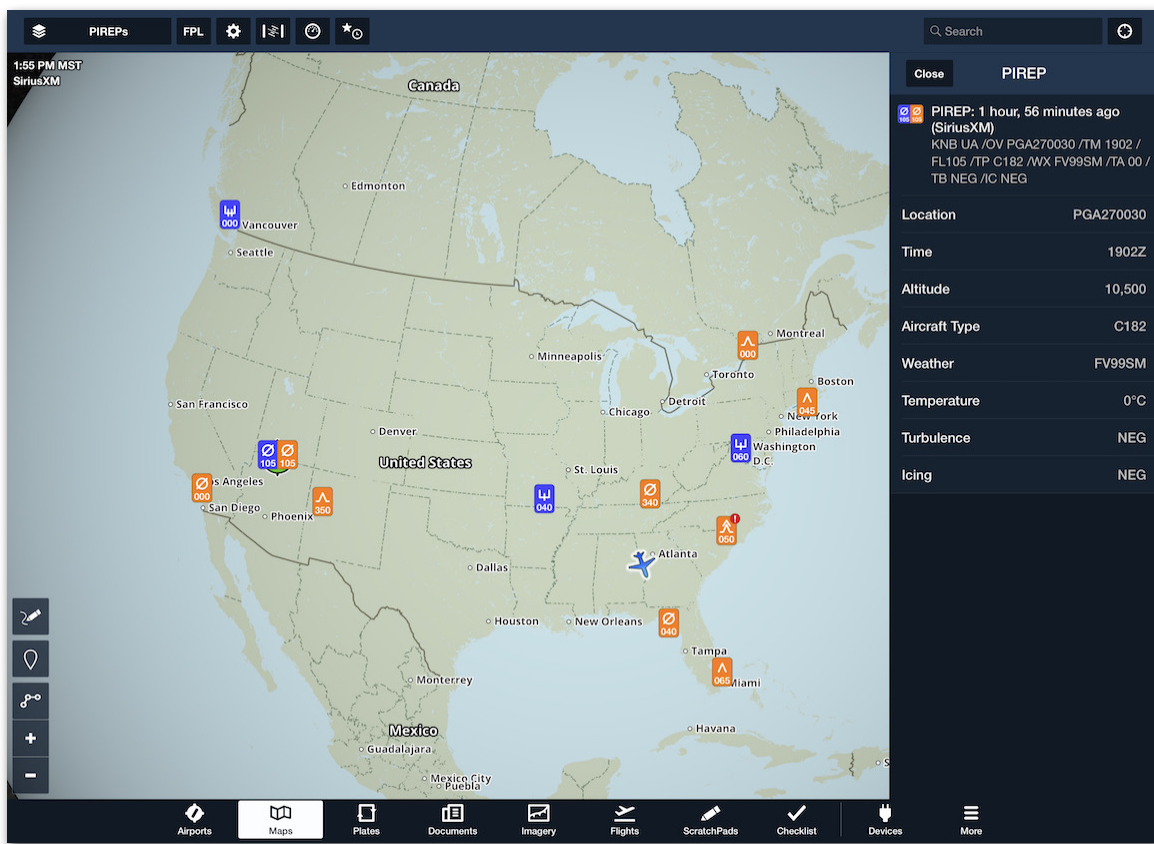 PIREPs
FPL
Search
1:55 PM MST
SiriusXM
Close
PIREP
PIREP: 1 hour, 56 minutes ago
(SiriusXM)
KNB UA /OV PGA270030 /TM 1902 /
FL105 /TP C182 /WX FV99SM /TA 00 /
TB NEG /IC NEG
Location PGA270030
Time 1902Z
Altitude 10,500
Aircraft Type C182
Weather FV99SM
Temperature 0°C
Turbulence NEG
Icing NEG
105 105
Canada
Edmonton
000
Vancouver
Seattle
Montreal
000
Minneapolis
Toronto
Boston
Detroit
045
San Francisco
Chicago
New York
Denver
Philadelphia
Washington
D.C.
060
105 105
United States
St. Louis
os Angeles
000
040
340
350
San Diego
Phoenix
!
050
Atlanta
Dallas
Houston
New Orleans
040
Tampa
065
Miami
Monterrey
Havana
Mexico
Guadalajara
S
Mexico City
Puebla
Airports
Maps
Plates
Documents
Imagery
Flights
ScratchPads
Checklist
Devices
More